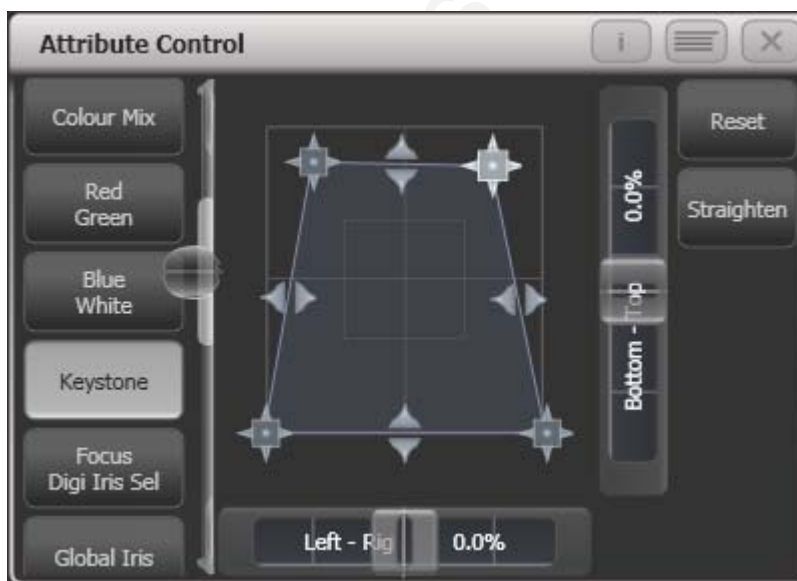 Attribute Control
i
Colour Mix
Red
Green
Blue
White
Keystone
Focus
Digi Iris Sel
Global Iris
Reset
Straighten
Bottom - Top 0.0%
Left - Rig 0.0%